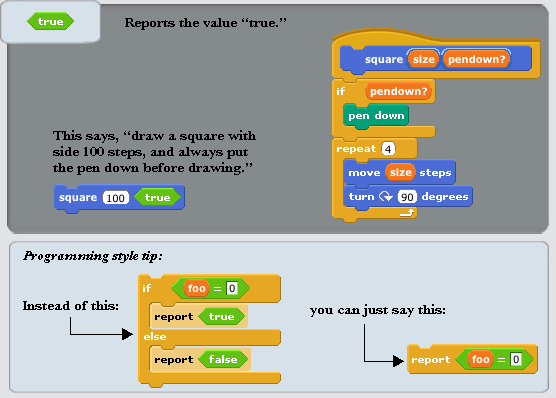 true
Reports the value “true.”
square size pendown?
if pendown?
pen down
repeat 4
move size steps
turn 90 degrees
This says, “draw a square with
side 100 steps, and always put
the pen down before drawing.”
square 100 true
Programming style tip:
Instead of this:
if foo = 0
report true
else
report false
you can just say this:
report foo = 0